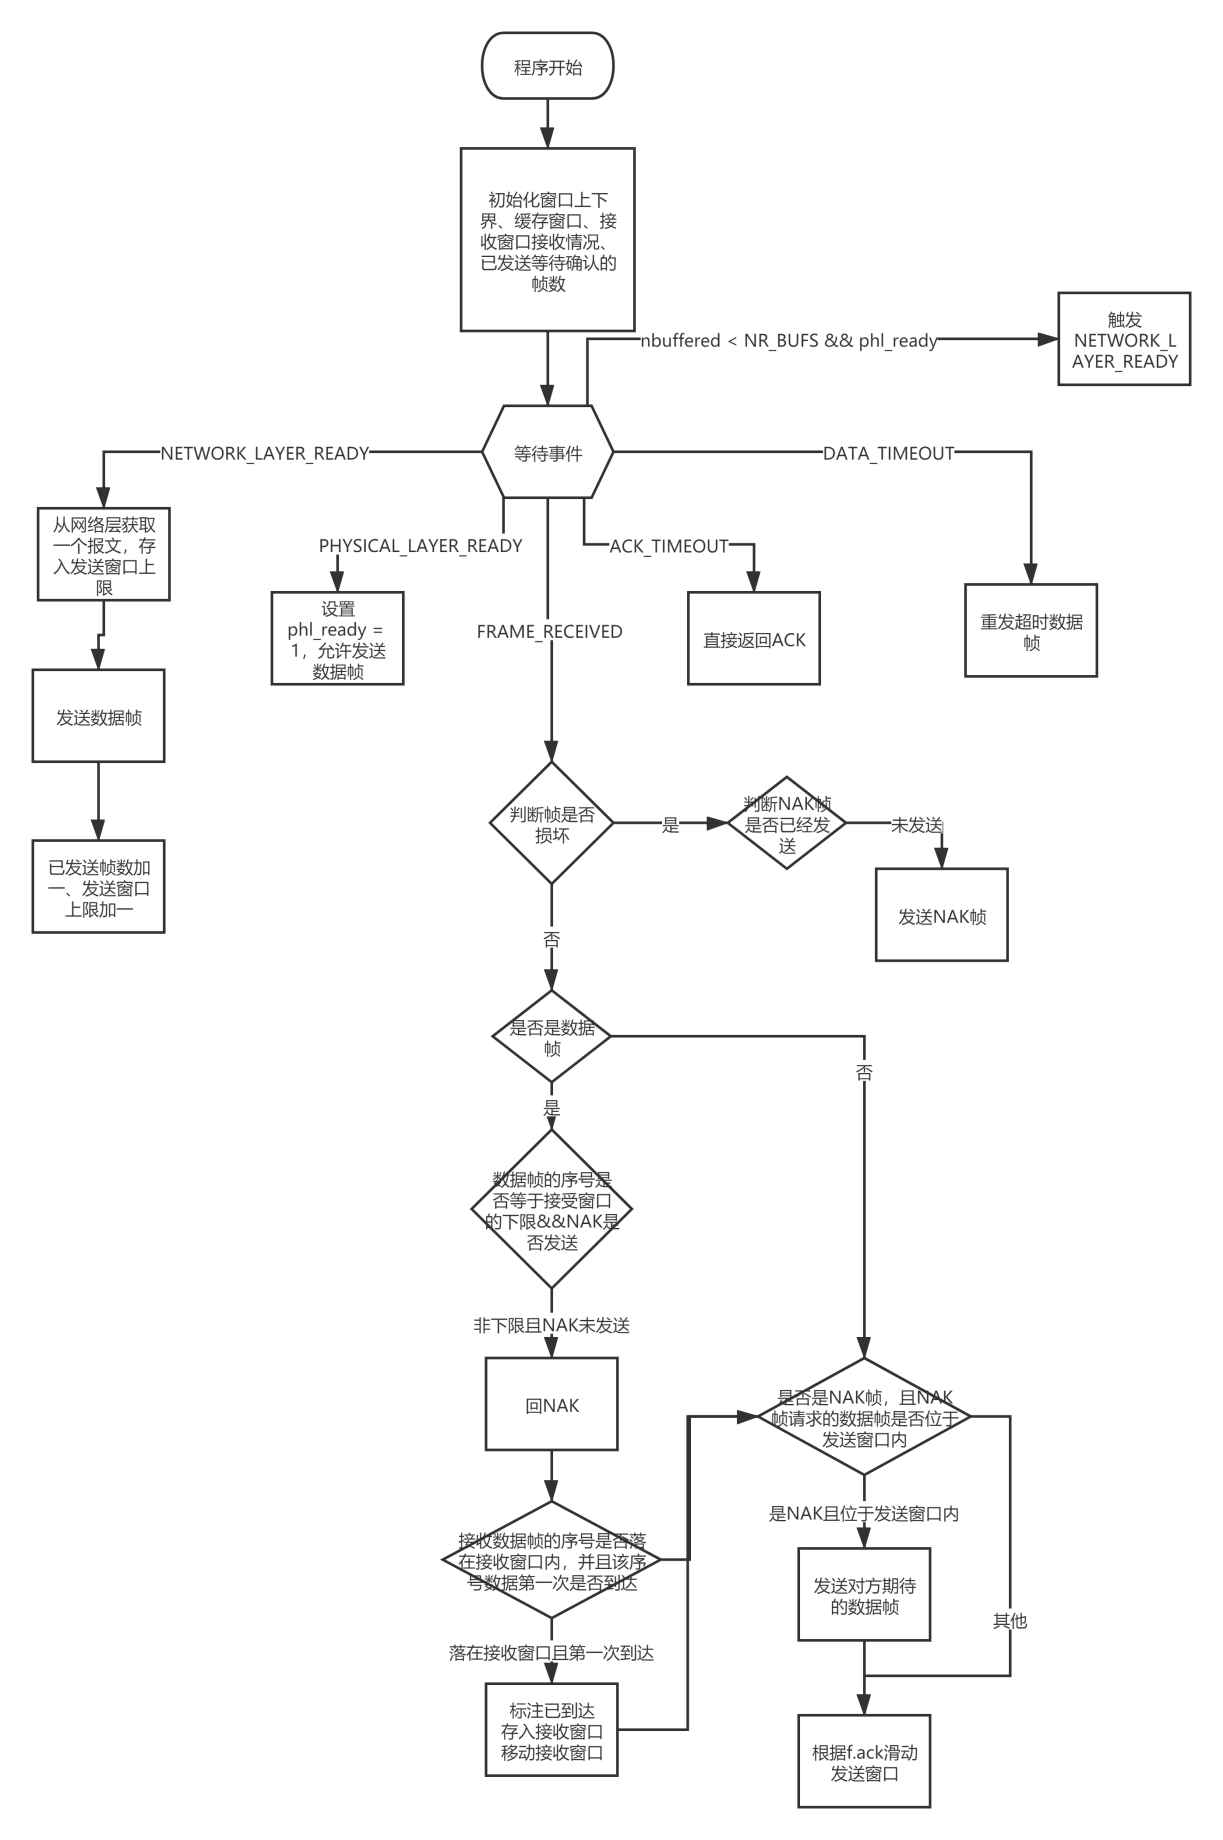 程序开始
初始化窗口上下
界、缓存窗口、接
收窗口接收情况、
已发送等待确认的
帧数
nbuffered < NR_BUFS && phl_ready
触发
NETWORK_L
AYER_READY
等待事件
NETWORK_LAYER_READY
DATA_TIMEOUT
从网络层获取
一个报文，存
入发送窗口上
限
PHYSICAL_LAYER_READY
ACK_TIMEOUT
设置
phl_ready =
1，允许发送
数据帧
FRAME_RECEIVED
直接返回ACK
重发超时数据
帧
发送数据帧
已发送帧数加
一、发送窗口
上限加一
判断帧是否
损坏
是
判断NAK帧
是否已经发
送
未发送
发送NAK帧
否
是否是数据
帧
否
是
数据帧的序号是
否等于接受窗口
的下限&&NAK是
否发送
非下限且NAK未发送
回NAK
是否是NAK帧，且NAK
帧请求的数据帧是否位于
发送窗口内
是NAK且位于发送窗口内
接收数据帧的序号是否落
在接收窗口内，并且该序
号数据第一次是否到达
发送对方期待
的数据帧
其他
落在接收窗口且第一次到达
标注已到达
存入接收窗口
移动接收窗口
根据f.ack滑动
发送窗口